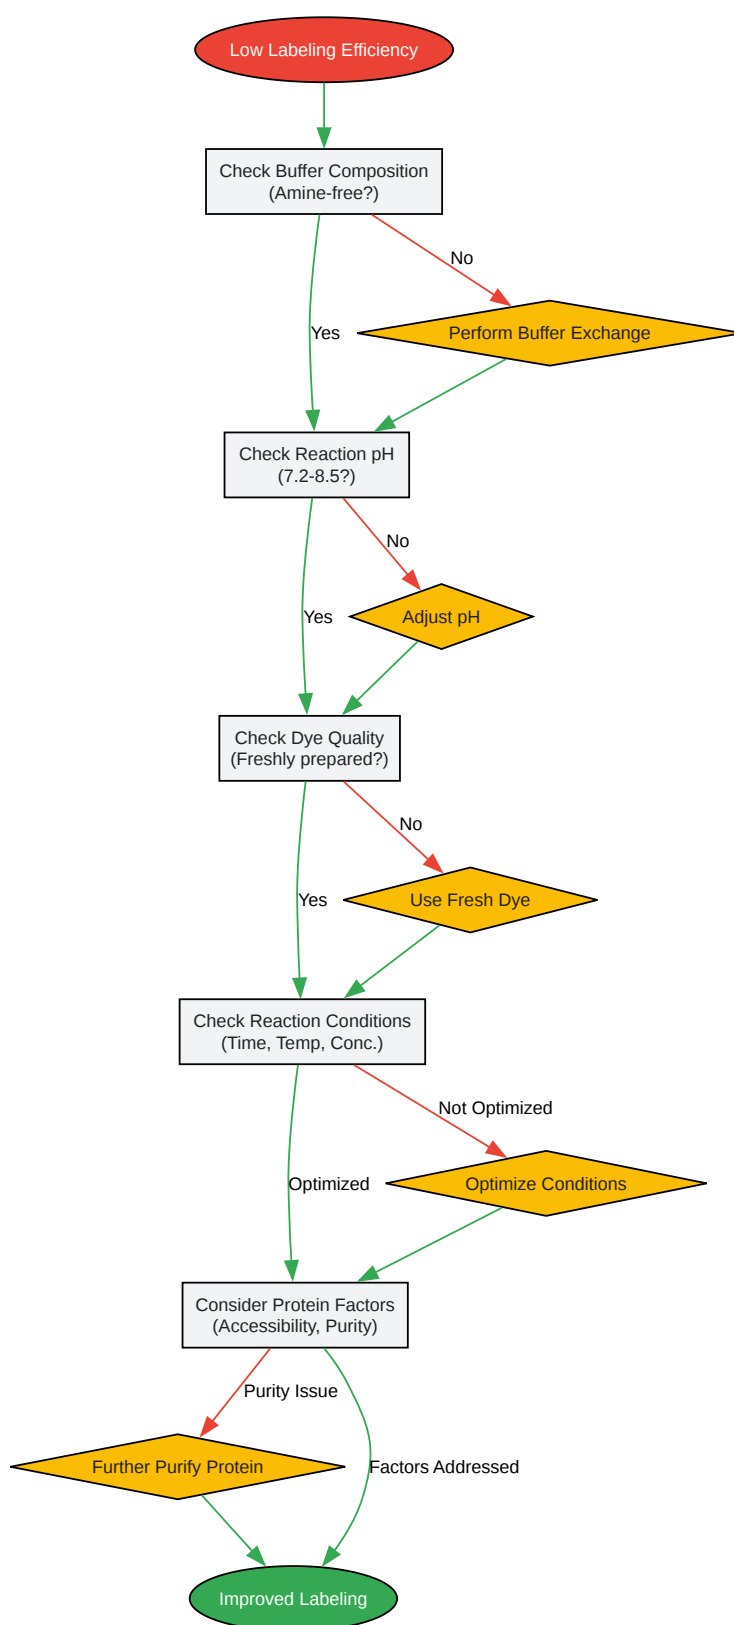 Low Labeling Efficiency
Check Buffer Composition
(Amine-free?)
No
Yes
Perform Buffer Exchange
Check Reaction pH
(7.2-8.5?)
No
Yes
Adjust pH
Check Dye Quality
(Freshly prepared?)
No
Yes
Use Fresh Dye
Check Reaction Conditions
(Time, Temp, Conc.)
Not Optimized
Optimized
Optimize Conditions
Consider Protein Factors
(Accessibility, Purity)
Purity Issue
Further Purify Protein
Factors Addressed
Improved Labeling